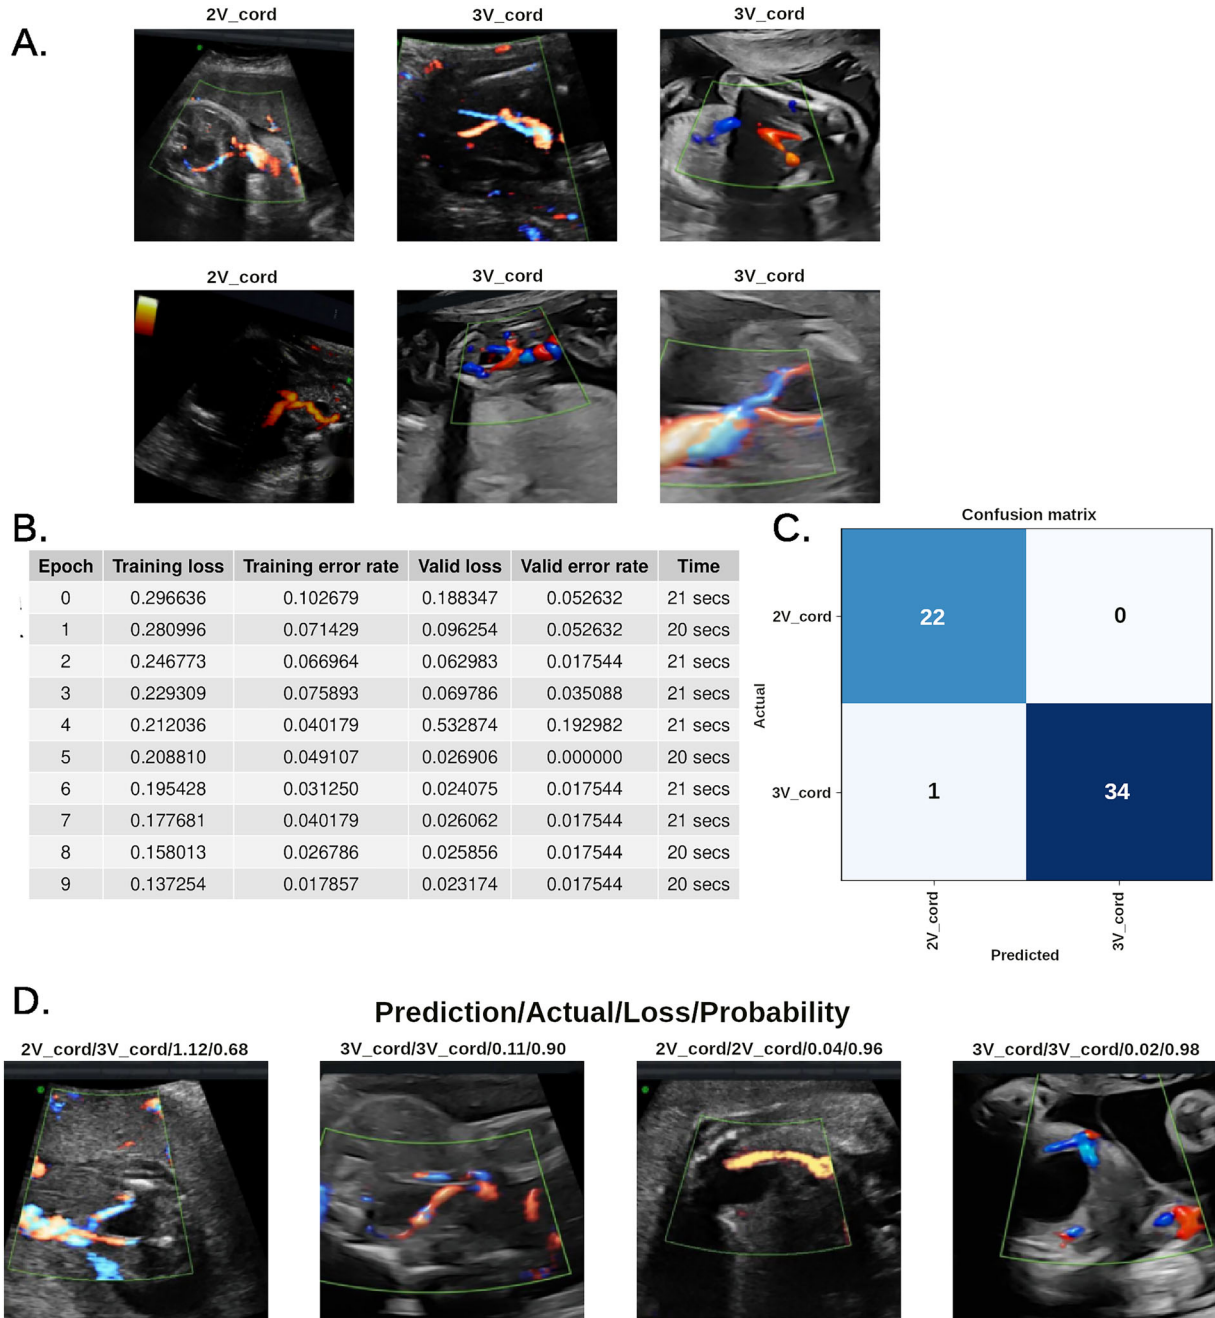 A.
2V_cord 3V_cord 3V_cord
2V_cord 3V_cord 3V_cord
B.
Epoch Training loss Training error rate Valid loss Valid error rate Time
0 0.296636 0.102679 0.188347 0.052632 21 secs
1 0.280996 0.071429 0.096254 0.052632 20 secs
2 0.246773 0.066964 0.062983 0.017544 21 secs
3 0.229309 0.075893 0.069786 0.035088 21 secs
4 0.212036 0.040179 0.532874 0.192982 21 secs
5 0.208810 0.049107 0.026906 0.000000 20 secs
6 0.195428 0.031250 0.024075 0.017544 21 secs
7 0.177681 0.040179 0.026062 0.017544 21 secs
8 0.158013 0.026786 0.025856 0.017544 20 secs
9 0.137254 0.017857 0.023174 0.017544 20 secs
C.
Confusion matrix
Actual
2V_cord 22 0
3V_cord 1 34
2V_cord 3V_cord
Predicted
D.
Prediction/Actual/Loss/Probability
2V_cord/3V_cord/1.12/0.68 3V_cord/3V_cord/0.11/0.90 2V_cord/2V_cord/0.04/0.96 3V_cord/3V_cord/0.02/0.98